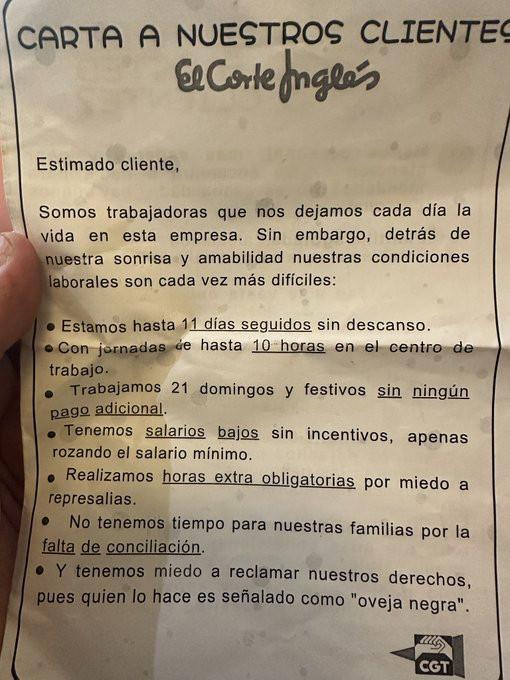 CARTA A NUESTROS CLIENTES
El Corte Inglés
Estimado cliente,
Somos trabajadoras que nos dejamos cada día la
vida en esta empresa. Sin embargo, detrás de
nuestra sonrisa y amabilidad nuestras condiciones
laborales son cada vez más difíciles:
• Estamos hasta 11 días seguidos sin descanso.
• Con jornadas de hasta 10 horas en el centro de
trabajo.
• Trabajamos 21 domingos y festivos sin ningún
pago adicional.
• Tenemos salarios bajos sin incentivos, apenas
rozando el salario mínimo.
• Realizamos horas extra obligatorias por miedo a
represalias.
• No tenemos tiempo para nuestras familias por la
falta de conciliación.
• Y tenemos miedo a reclamar nuestros derechos,
pues quien lo hace es señalado como "oveja negra".
CGT